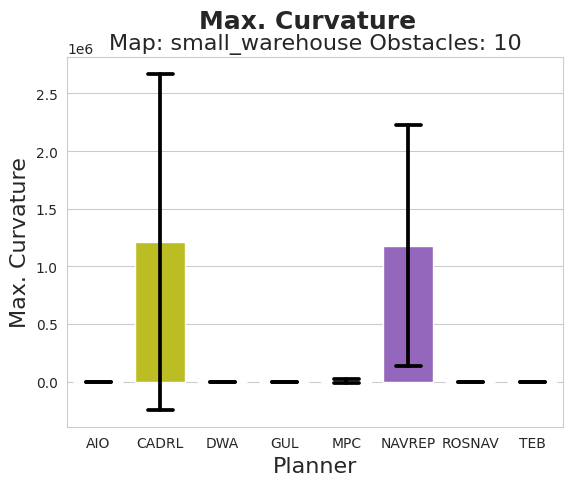 Max. Curvature
Map: small_warehouse Obstacles: 10
1e6
2.5
2.0
1.5
1.0
0.5
0.0
Max. Curvature
AIO CADRL DWA GUL MPC NAVREP ROSNAV TEB
Planner